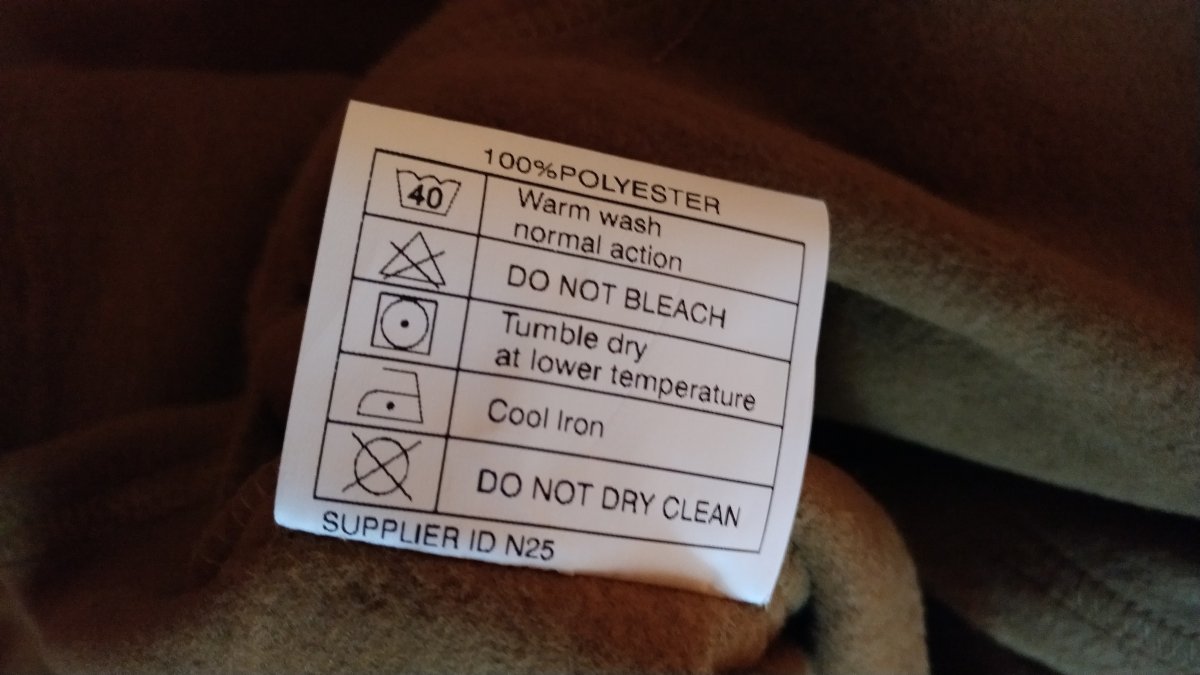 100%POLYESTER
40
Warm wash
normal action
DO NOT BLEACH
Tumble dry
at lower temperature
Cool Iron
DO NOT DRY CLEAN
SUPPLIER ID N25